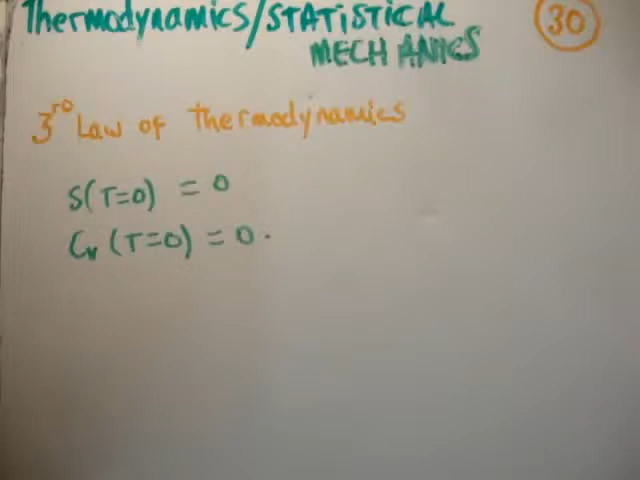 Thermodynamics/STATISTICAL
MECHANICS
30
3rd Law of thermodynamics
S(T=0) = 0
Cv (T=0) = 0.